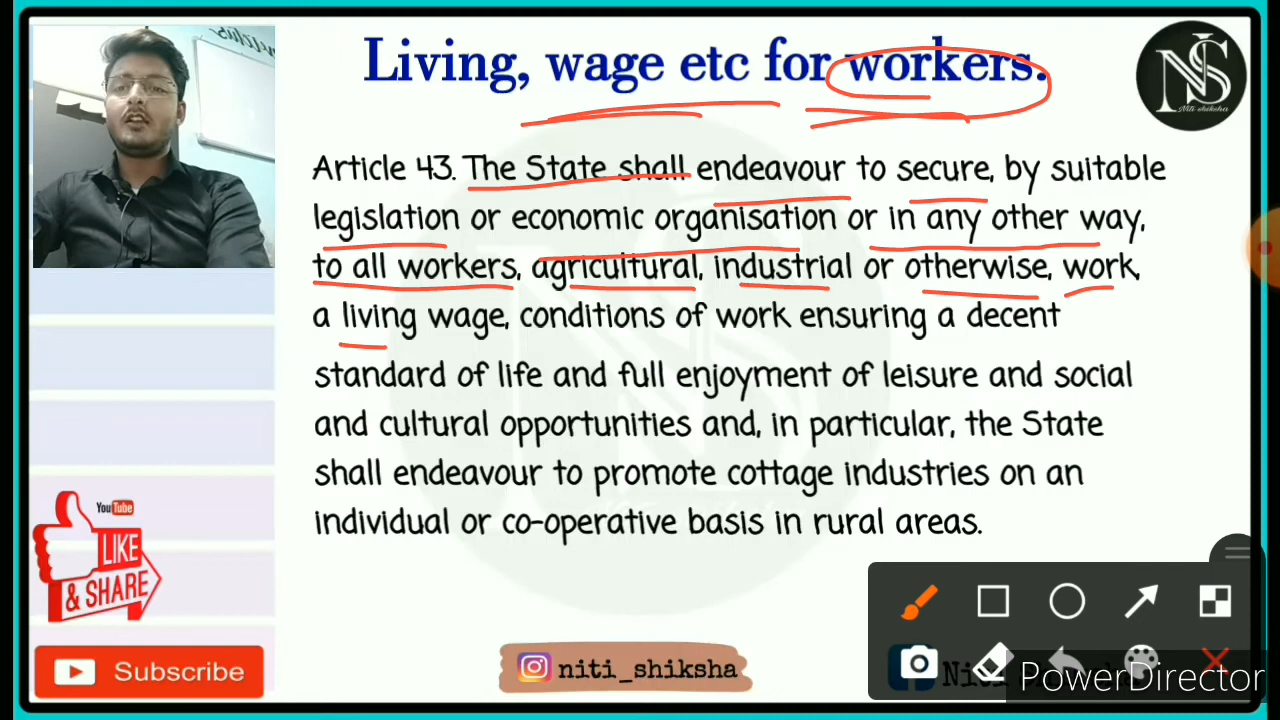 Living, wage etc for workers.
NS
Niti shiksha
Article 43. The State shall endeavour to secure, by suitable
legislation or economic organisation or in any other way,
to all workers, agricultural, industrial or otherwise, work,
a living wage, conditions of work ensuring a decent
standard of life and full enjoyment of leisure and social
and cultural opportunities and, in particular, the State
shall endeavour to promote cottage industries on an
individual or co-operative basis in rural areas.
YouTube
LIKE
& SHARE
Subscribe
niti_shiksha
PowerDirector